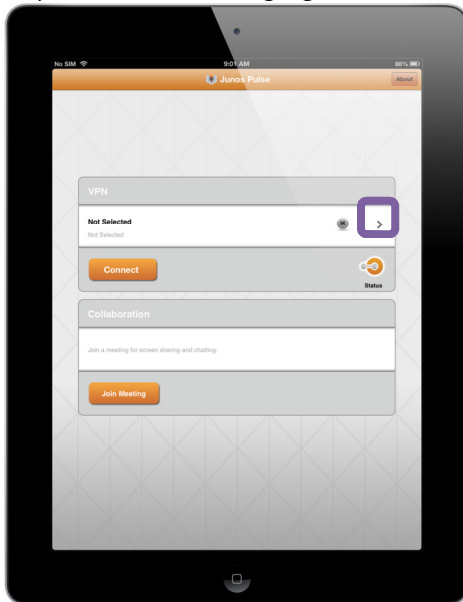 No SIM 9:01 AM 86%
Junos Pulse About
VPN
Not Selected
Not Selected
Connect
Status
Collaboration
Join a meeting for screen sharing and chatting.
Join Meeting